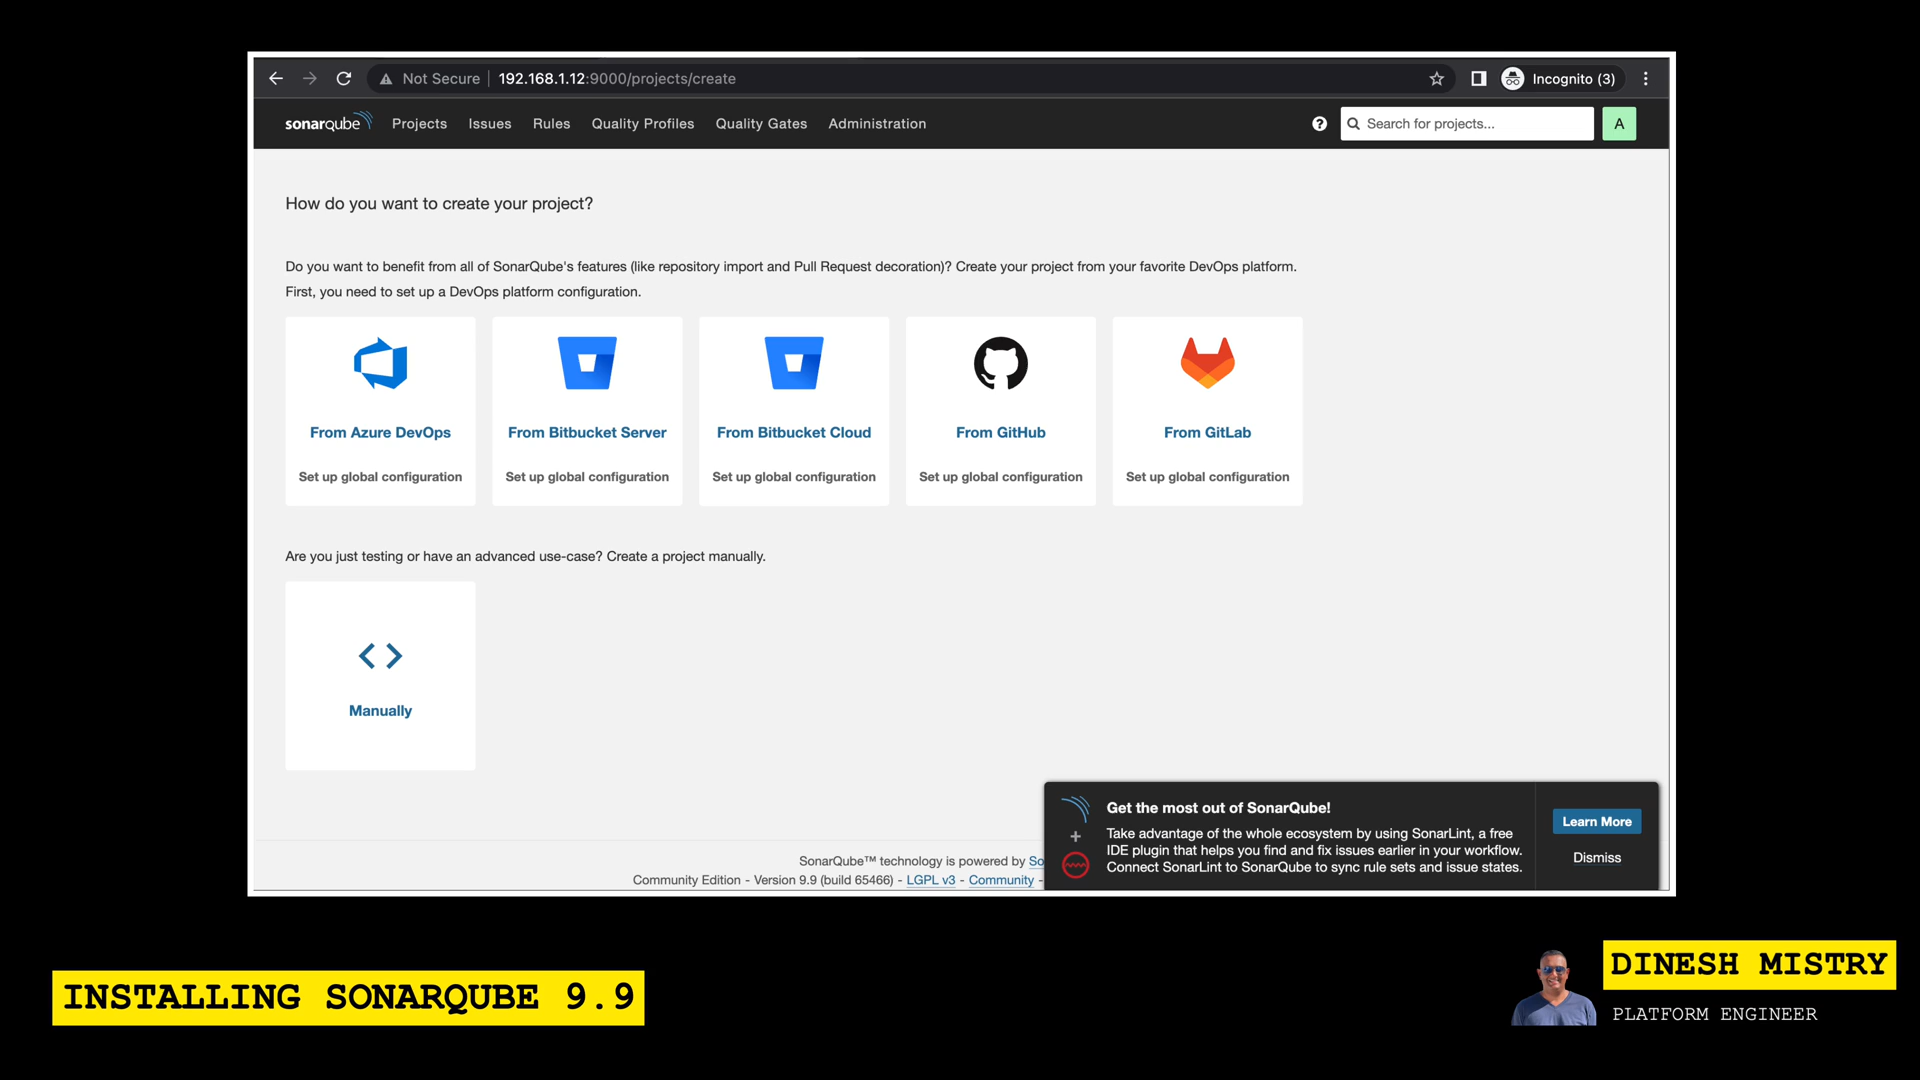 Not Secure | 192.168.1.12:9000/projects/create
Incognito (3)
sonarqube Projects Issues Rules Quality Profiles Quality Gates Administration
? Search for projects... A
How do you want to create your project?
Do you want to benefit from all of SonarQube's features (like repository import and Pull Request decoration)? Create your project from your favorite DevOps platform.
First, you need to set up a DevOps platform configuration.
From Azure DevOps From Bitbucket Server From Bitbucket Cloud From GitHub From GitLab
Set up global configuration Set up global configuration Set up global configuration Set up global configuration Set up global configuration
Are you just testing or have an advanced use-case? Create a project manually.
Manually
Get the most out of SonarQube!
Take advantage of the whole ecosystem by using SonarLint, a free
IDE plugin that helps you find and fix issues earlier in your workflow.
Connect SonarLint to SonarQube to sync rule sets and issue states.
Learn More
Dismiss
SonarQube™ technology is powered by So
Community Edition - Version 9.9 (build 65466) - LGPL v3 - Community -
INSTALLING SONARQUBE 9.9
DINESH MISTRY
PLATFORM ENGINEER